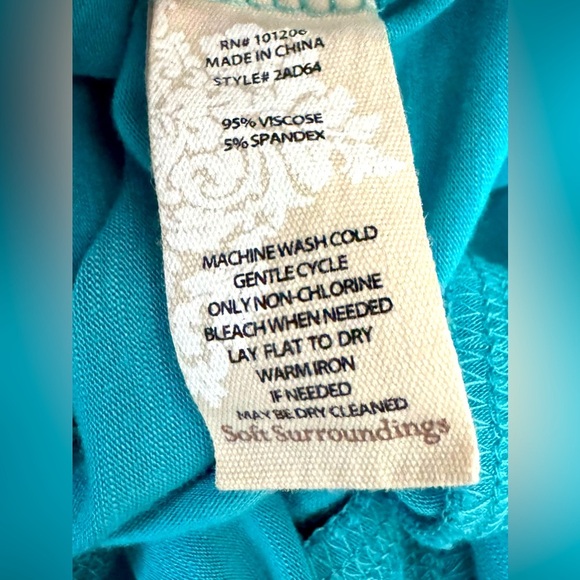 RN# 101206
MADE IN CHINA
STYLE# 2AD64
95% VISCOSE
5% SPANDEX
MACHINE WASH COLD
GENTLE CYCLE
ONLY NON-CHLORINE
BLEACH WHEN NEEDED
LAY FLAT TO DRY
WARM IRON
IF NEEDED
MAY BE DRY CLEANED
Soft Surroundings